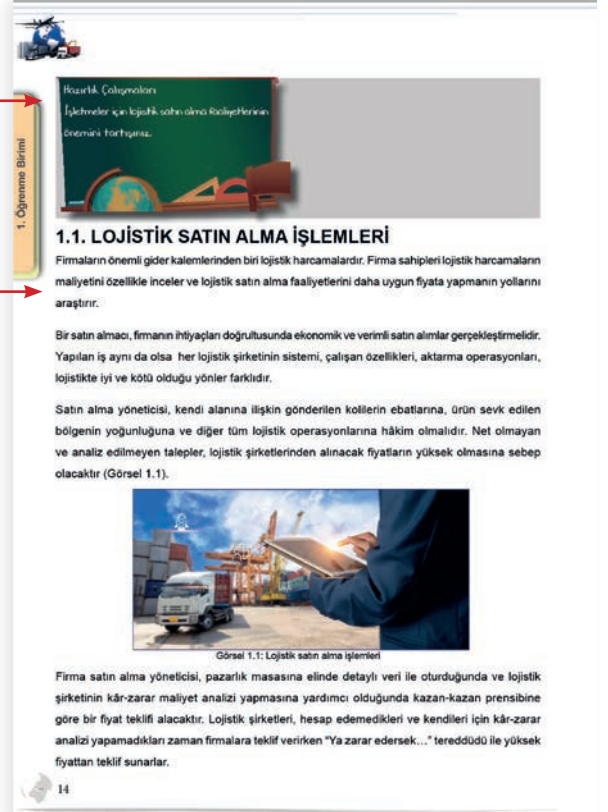 Hazırlık Çalışmaları
İşletmeler için lojistik satın alma faaliyetlerinin
önemini tartışınız.
1. Öğrenme Birimi
1.1. LOJİSTİK SATIN ALMA İŞLEMLERİ
Firmaların önemli gider kalemlerinden biri lojistik harcamalardır. Firma sahipleri lojistik harcamaların
maliyetini özellikle inceler ve lojistik satın alma faaliyetlerini daha uygun fiyata yapmanın yollarını
araştırır.
Bir satın almacı, firmanın ihtiyaçları doğrultusunda ekonomik ve verimli satın alımlar gerçekleştirmelidir.
Yapılan iş aynı da olsa her lojistik şirketinin sistemi, çalışan özellikleri, aktarma operasyonları,
lojistikte iyi ve kötü olduğu yönler farklıdır.
Satın alma yöneticisi, kendi alanına ilişkin gönderilen kolilerin ebatlarına, ürün sevk edilen
bölgenin yoğunluğuna ve diğer tüm lojistik operasyonlarına hâkim olmalıdır. Net olmayan
ve analiz edilmeyen talepler, lojistik şirketlerinden alınacak fiyatların yüksek olmasına sebep
olacaktır (Görsel 1.1).
Görsel 1.1: Lojistik satın alma işlemleri
Firma satın alma yöneticisi, pazarlık masasına elinde detaylı veri ile oturduğunda ve lojistik
şirketinin kâr-zarar maliyet analizi yapmasına yardımcı olduğunda kazan-kazan prensibine
göre bir fiyat teklifi alacaktır. Lojistik şirketleri, hesap edemedikleri ve kendileri için kâr-zarar
analizi yapamadıkları zaman firmalara teklif verirken “Ya zarar edersek…” tereddüdü ile yüksek
fiyattan teklif sunarlar.
14